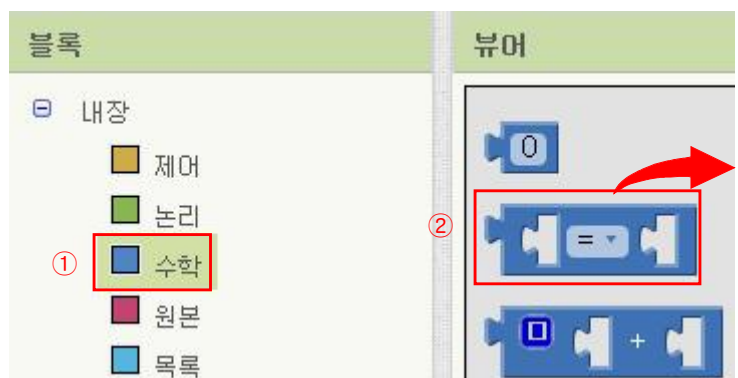 블록
뷰어
내장
제어
논리
① 수학
원본
목록
0
② =
+